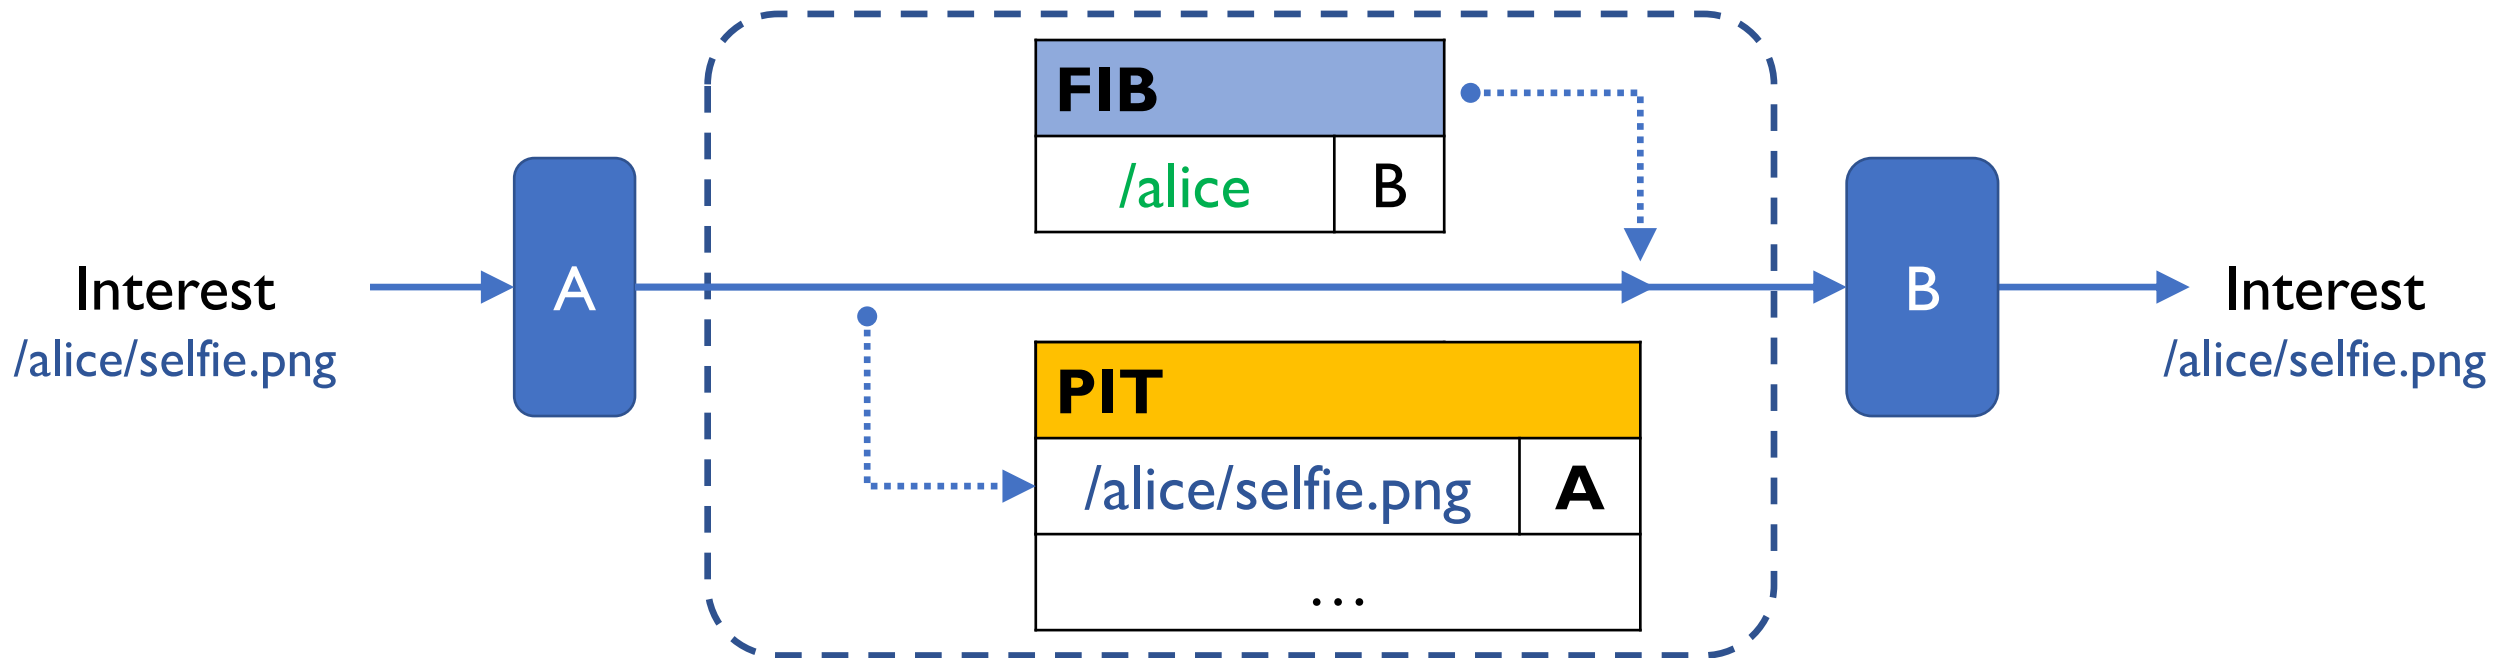 Interest
/alice/selfie.png
A
FIB
/alice B
PIT
/alice/selfie.png A
...
B
Interest
/alice/selfie.png